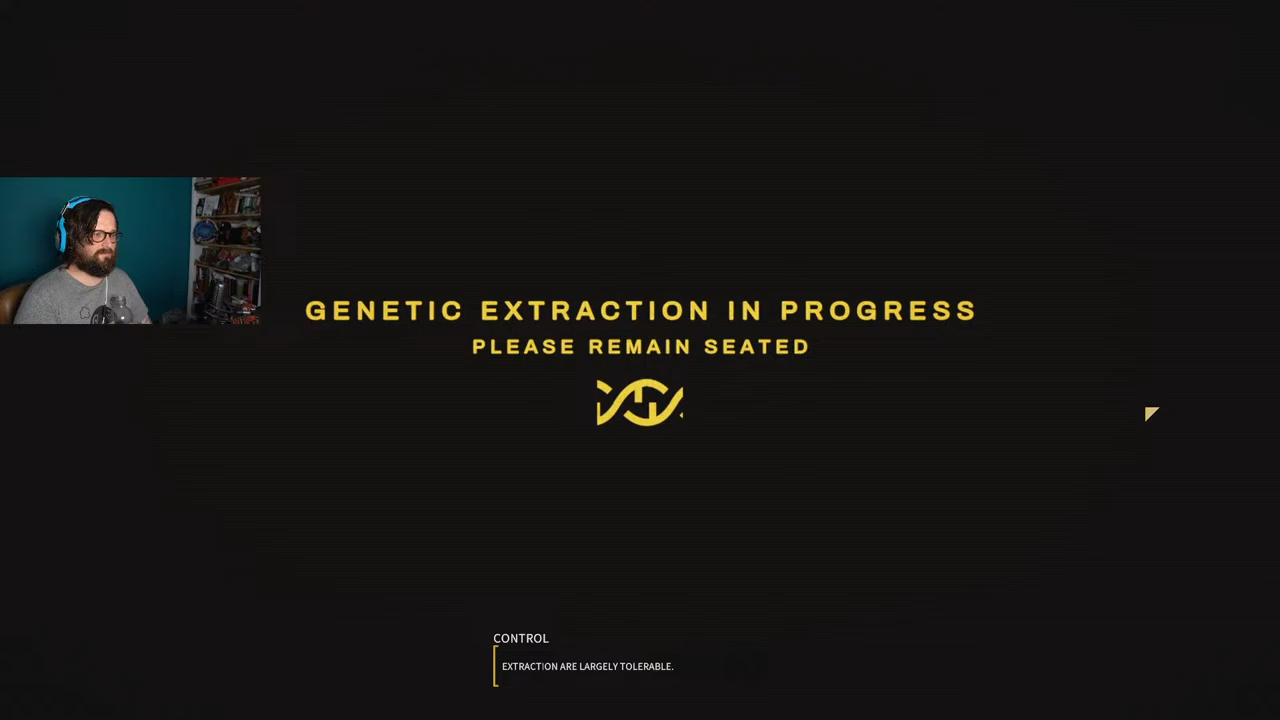 GENETIC EXTRACTION IN PROGRESS
PLEASE REMAIN SEATED
CONTROL
EXTRACTION ARE LARGELY TOLERABLE.